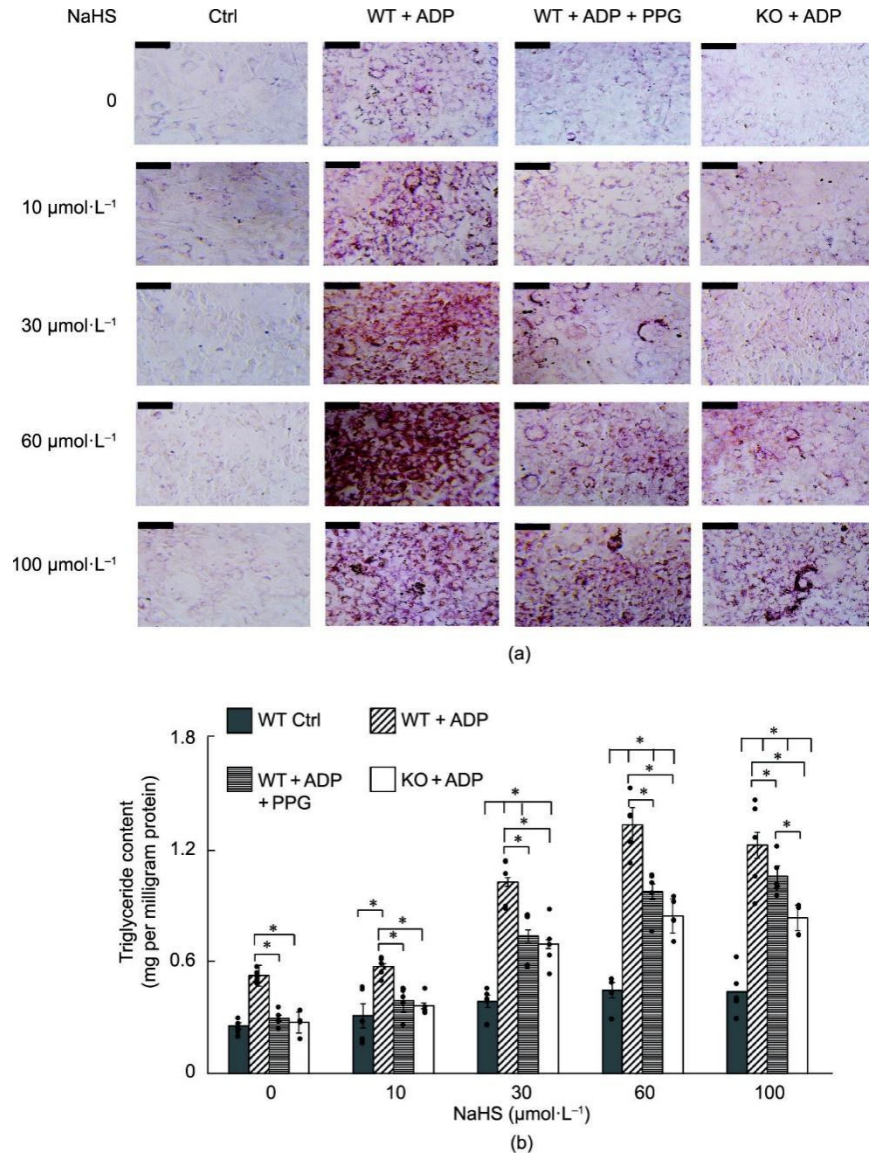 NaHS Ctrl WT + ADP WT + ADP + PPG KO + ADP
0
10 μmol·L⁻¹
30 μmol·L⁻¹
60 μmol·L⁻¹
100 μmol·L⁻¹
(a)
WT Ctrl WT + ADP
WT + ADP + PPG KO + ADP
Triglyceride content
(mg per milligram protein)
1.8
1.2
0.6
0
* * * * * * * * * * * * * * * *
0 10 30 60 100
NaHS (μmol·L⁻¹)
(b)